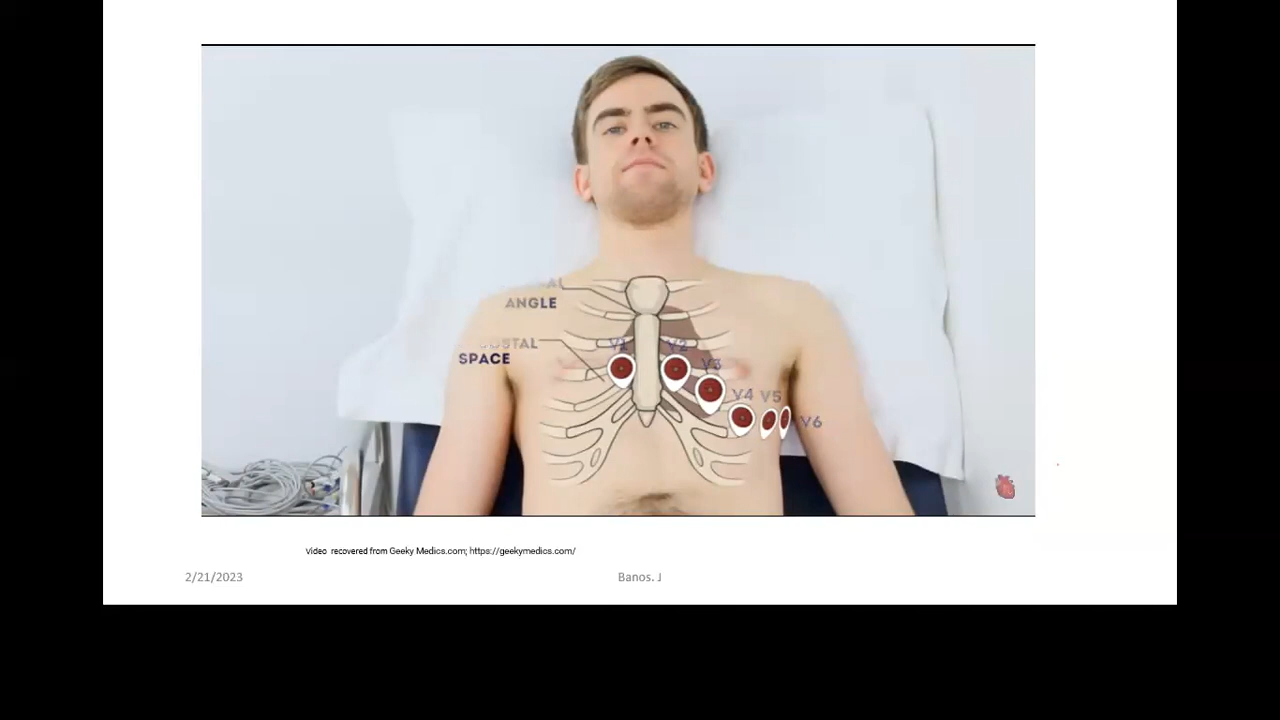 ANGLE
SPACE
V1
V2
V3
V4 V5
V6
Video recovered from Geeky Medics.com; https://geekymedics.com/
2/21/2023
Banos. J